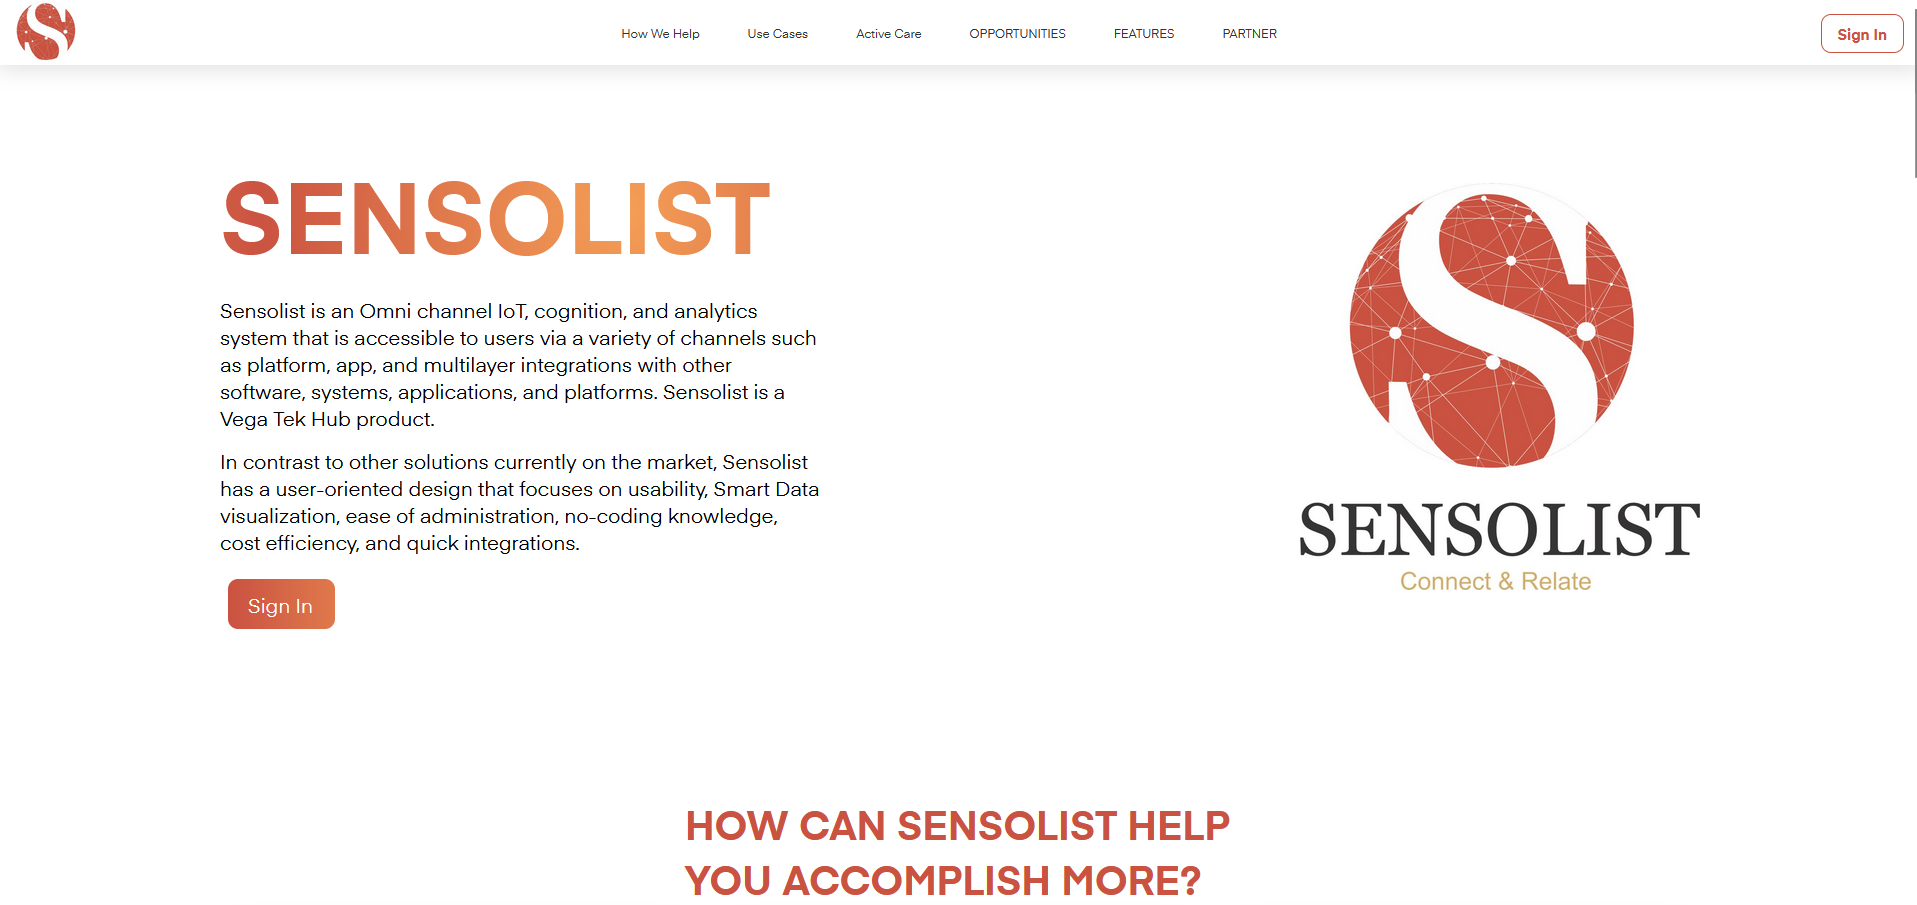 How We Help
Use Cases
Active Care
OPPORTUNITIES
FEATURES
PARTNER
Sign In
SENSOLIST
Sensolist is an Omni channel IoT, cognition, and analytics
system that is accessible to users via a variety of channels such
as platform, app, and multilayer integrations with other
software, systems, applications, and platforms. Sensolist is a
Vega Tek Hub product.
In contrast to other solutions currently on the market, Sensolist
has a user-oriented design that focuses on usability, Smart Data
visualization, ease of administration, no-coding knowledge,
cost efficiency, and quick integrations.
Sign In
SENSOLIST
Connect & Relate
HOW CAN SENSOLIST HELP
YOU ACCOMPLISH MORE?